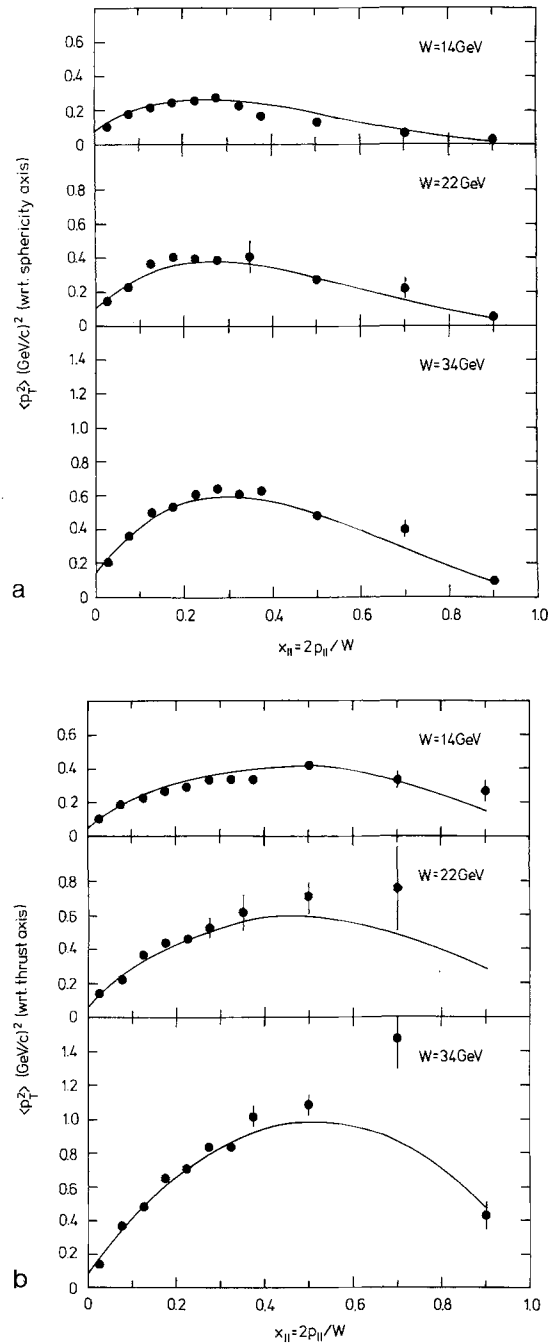 0.8
0.6
0.4
0.2
0
W=14GeV
0.8
0.6
0.4
0.2
0
W=22GeV
1.4
1.2
1.0
0.8
0.6
0.4
0.2
0
W=34GeV
⟨p_T^2⟩ (GeV/c)^2 (wrt. sphericity axis)
0 0.2 0.4 0.6 0.8 1.0
x_{||}=2p_{||}/W
a
0.6
0.4
0.2
0
W=14GeV
0.8
0.6
0.4
0.2
0
W=22GeV
1.4
1.2
1.0
0.8
0.6
0.4
0.2
0
W=34GeV
⟨p_T^2⟩ (GeV/c)^2 (wrt. thrust axis)
0 0.2 0.4 0.6 0.8 1.0
x_{||}=2p_{||}/W
b